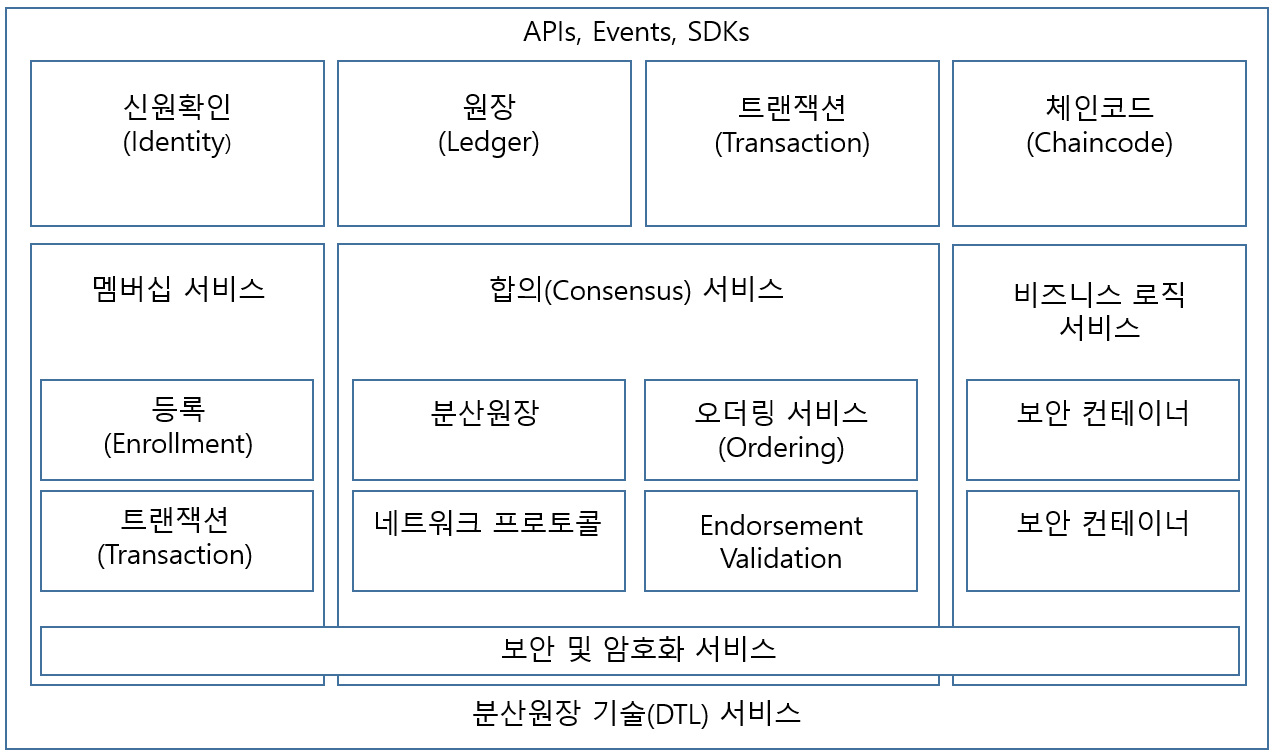 APIs, Events, SDKs
신원확인
(Identity)
원장
(Ledger)
트랜잭션
(Transaction)
체인코드
(Chaincode)
멤버십 서비스
합의(Consensus) 서비스
비즈니스 로직
서비스
등록
(Enrollment)
분산원장
오더링 서비스
(Ordering)
보안 컨테이너
트랜잭션
(Transaction)
네트워크 프로토콜
Endorsement
Validation
보안 컨테이너
보안 및 암호화 서비스
분산원장 기술(DTL) 서비스